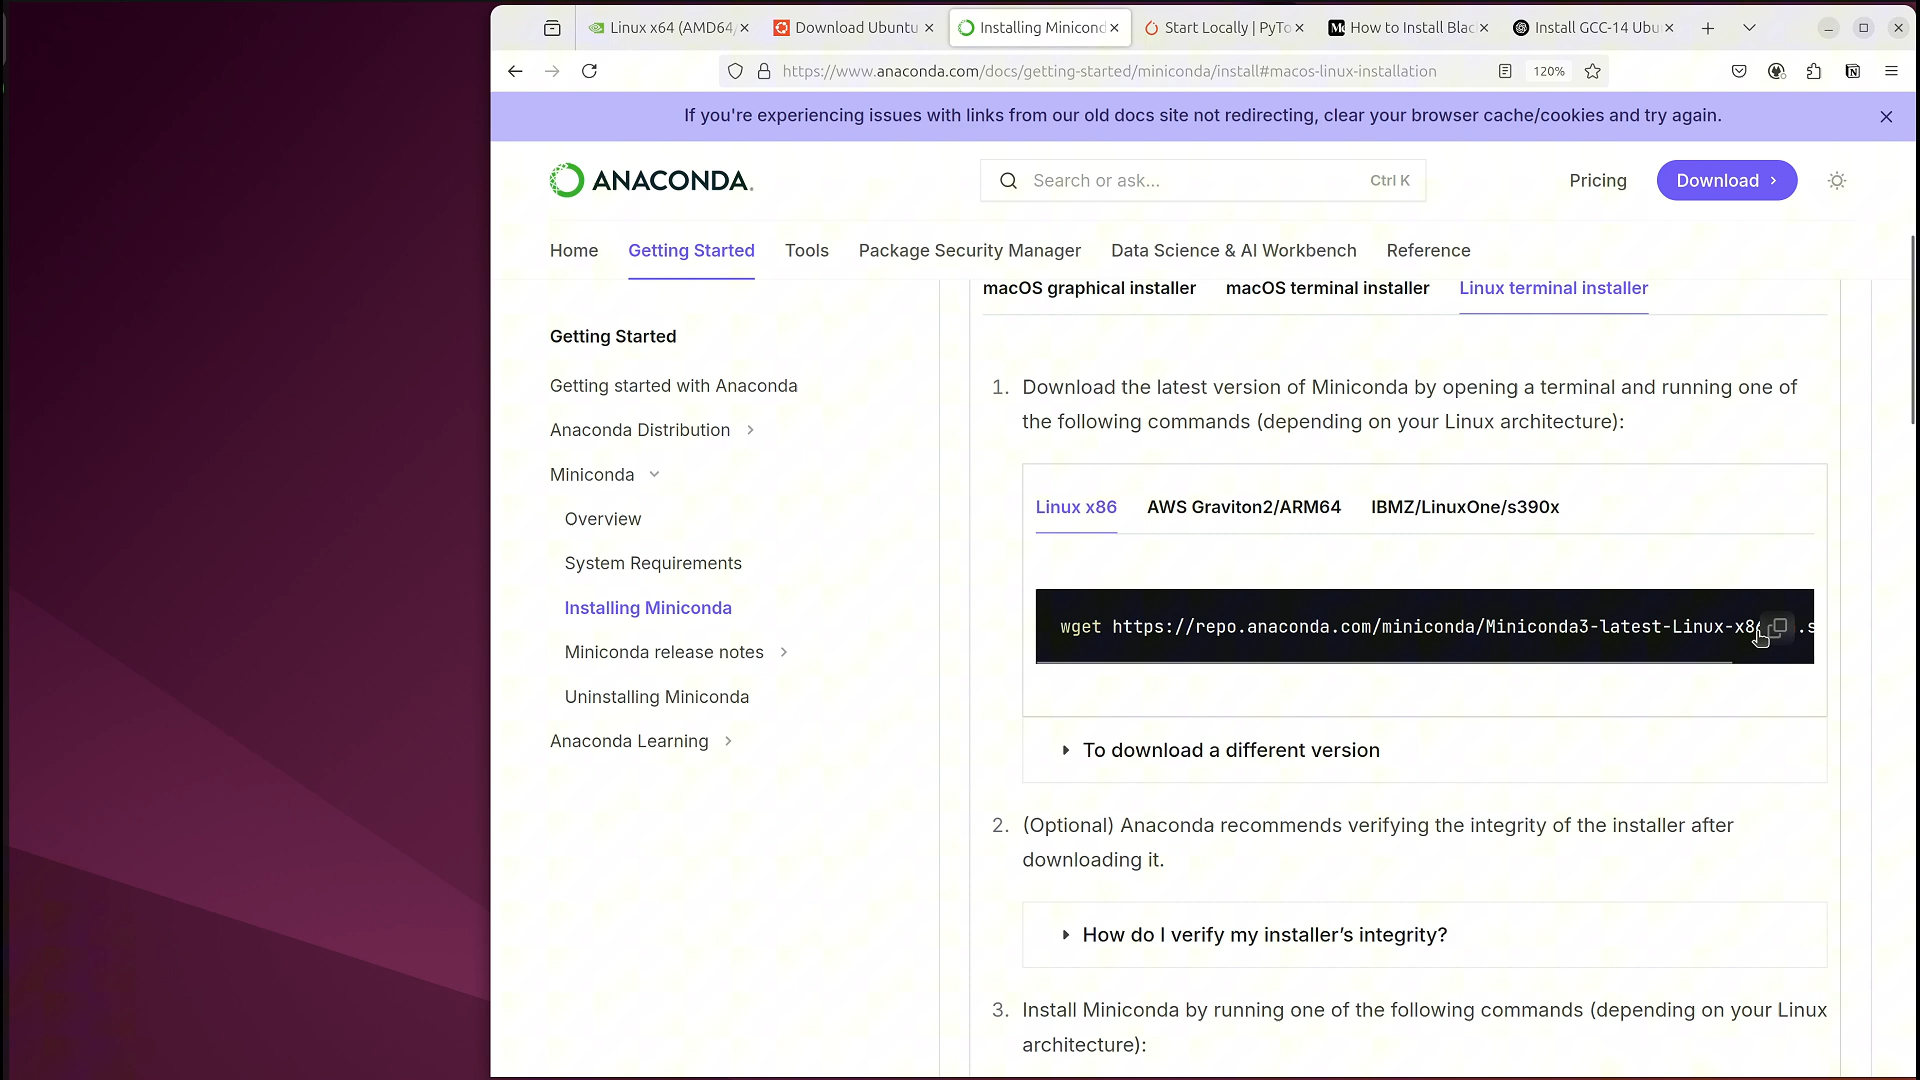 Linux x64 (AMD64/
Download Ubuntu
Installing Minicond
Start Locally | PyTo
How to Install Blac
Install GCC-14 Ubu
https://www.anaconda.com/docs/getting-started/miniconda/install#macos-linux-installation
120%
If you're experiencing issues with links from our old docs site not redirecting, clear your browser cache/cookies and try again.
ANACONDA.
Search or ask...
Ctrl K
Pricing
Download
Home
Getting Started
Tools
Package Security Manager
Data Science & AI Workbench
Reference
macOS graphical installer
macOS terminal installer
Linux terminal installer
Getting Started
Getting started with Anaconda
Anaconda Distribution
Miniconda
Overview
System Requirements
Installing Miniconda
Miniconda release notes
Uninstalling Miniconda
Anaconda Learning
1. Download the latest version of Miniconda by opening a terminal and running one of
the following commands (depending on your Linux architecture):
Linux x86
AWS Graviton2/ARM64
IBMZ/LinuxOne/s390x
wget https://repo.anaconda.com/miniconda/Miniconda3-latest-Linux-x86 .s
To download a different version
2. (Optional) Anaconda recommends verifying the integrity of the installer after
downloading it.
How do I verify my installer’s integrity?
3. Install Miniconda by running one of the following commands (depending on your Linux
architecture):